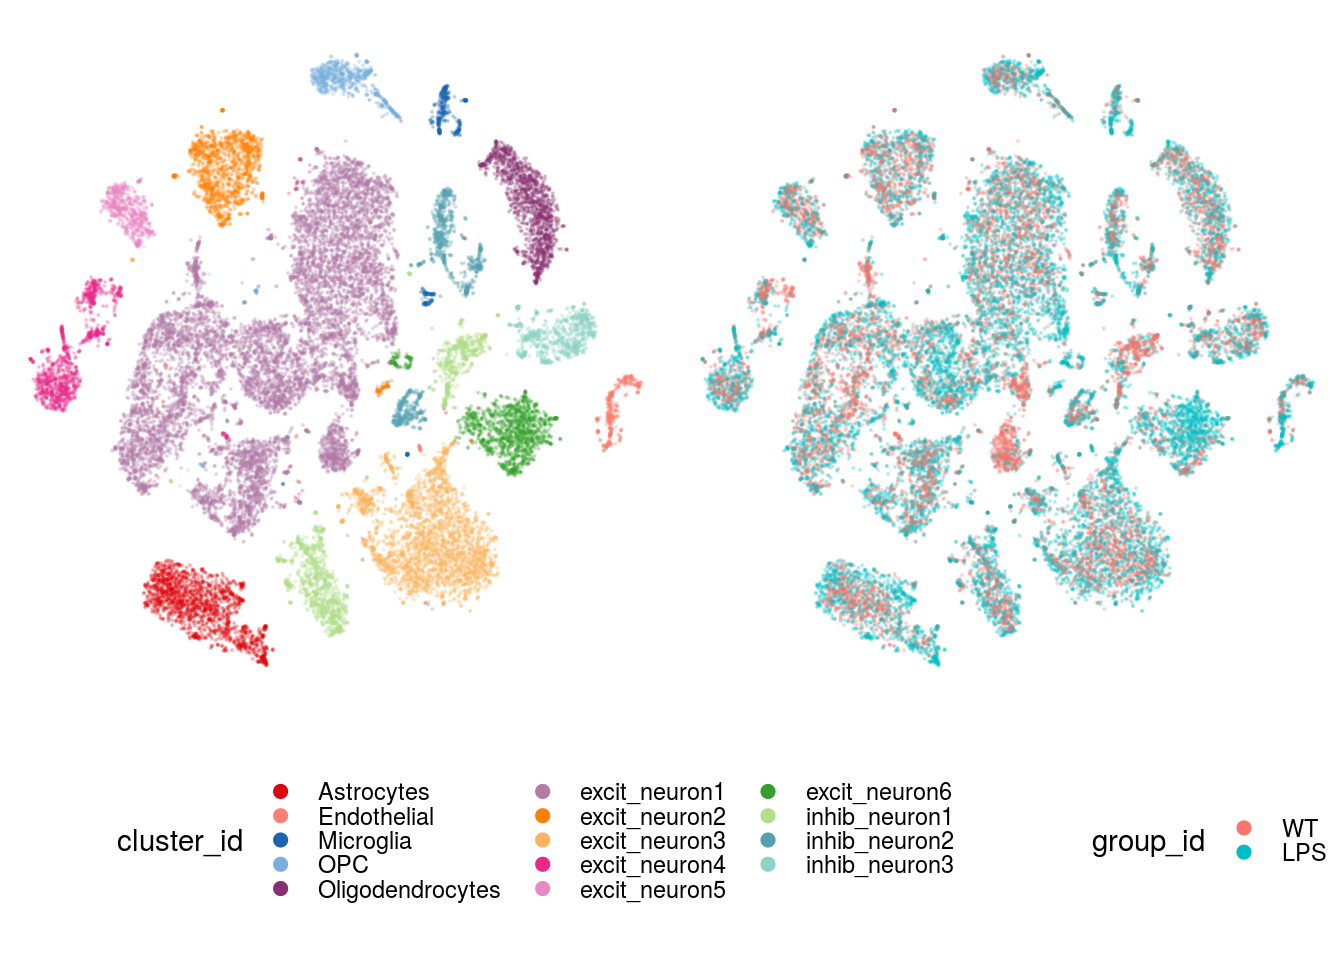 cluster_id
Astrocytes
Endothelial
Microglia
OPC
Oligodendrocytes
excit_neuron1
excit_neuron2
excit_neuron3
excit_neuron4
excit_neuron5
excit_neuron6
inhib_neuron1
inhib_neuron2
inhib_neuron3
group_id
WT
LPS